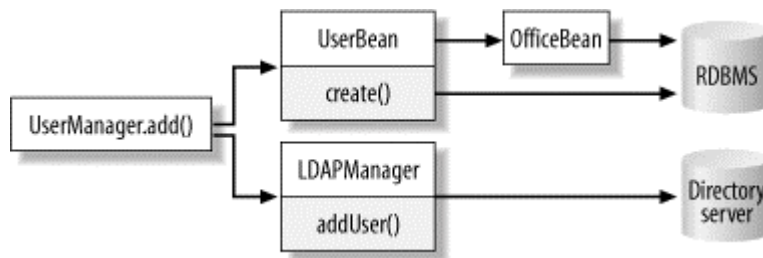 UserBean
OfficeBean
RDBMS
create()
UserManager.add()
LDAPManager
addUser()
Directory
server